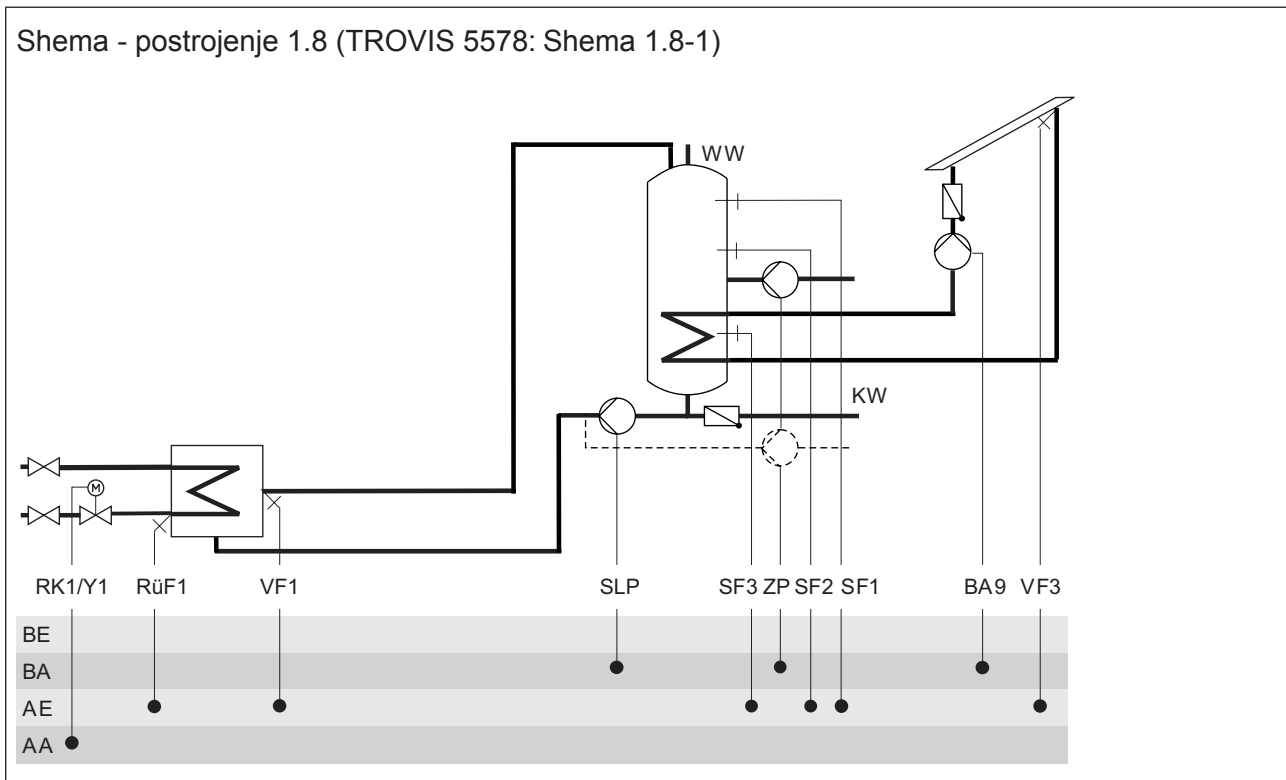 Shema - postrojenje 1.8 (TROVIS 5578: Shema 1.8-1)
WW
KW
M
RK1/Y1 RüF1 VF1 SLP SF3 ZP SF2 SF1 BA9 VF3
BE
BA
AE
AA